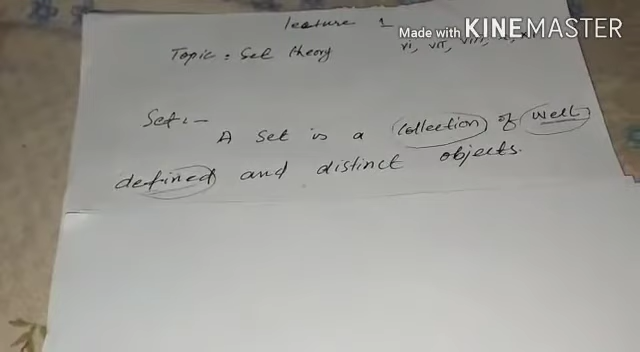 lecture 1
Made with KINEMASTER
Topic : Set theory
vi, vii, viii,
Set :-
A set is a collection of well
defined and distinct objects.